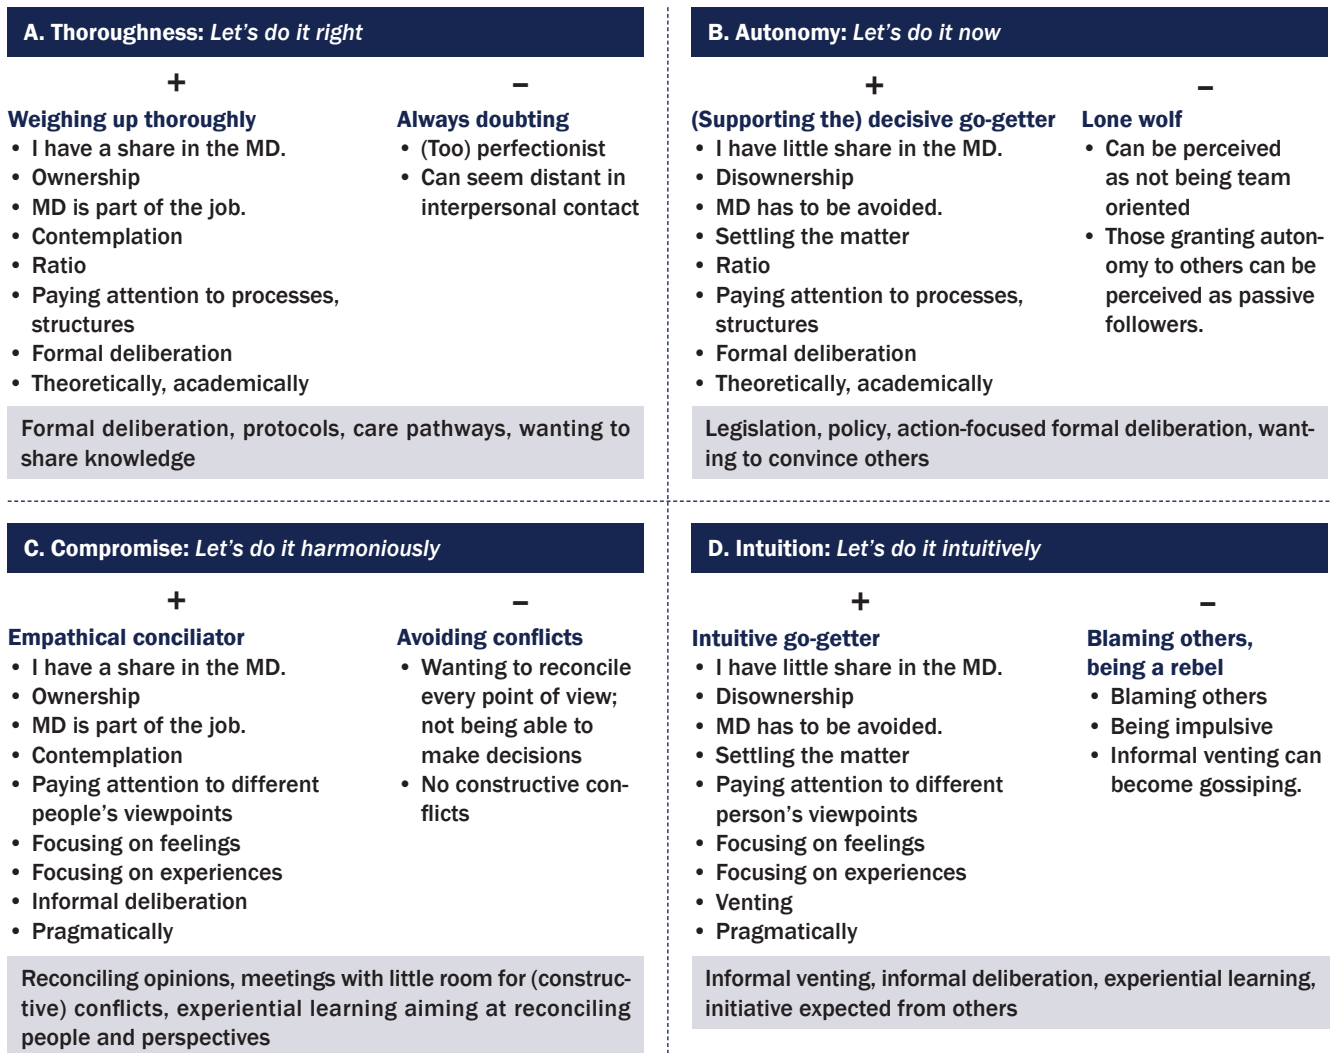 A. Thoroughness: Let's do it right
+
Weighing up thoroughly
• I have a share in the MD.
• Ownership
• MD is part of the job.
• Contemplation
• Ratio
• Paying attention to processes,
structures
• Formal deliberation
• Theoretically, academically
–
Always doubting
• (Too) perfectionist
• Can seem distant in
interpersonal contact
Formal deliberation, protocols, care pathways, wanting to
share knowledge
B. Autonomy: Let's do it now
+
(Supporting the) decisive go-getter
• I have little share in the MD.
• Disownership
• MD has to be avoided.
• Settling the matter
• Ratio
• Paying attention to processes,
structures
• Formal deliberation
• Theoretically, academically
–
Lone wolf
• Can be perceived
as not being team
oriented
• Those granting auton-
omy to others can be
perceived as passive
followers.
Legislation, policy, action-focused formal deliberation, want-
ing to convince others
C. Compromise: Let's do it harmoniously
+
Empathical conciliator
• I have a share in the MD.
• Ownership
• MD is part of the job.
• Contemplation
• Paying attention to different
people's viewpoints
• Focusing on feelings
• Focusing on experiences
• Informal deliberation
• Pragmatically
–
Avoiding conflicts
• Wanting to reconcile
every point of view;
not being able to
make decisions
• No constructive con-
flicts
Reconciling opinions, meetings with little room for (construc-
tive) conflicts, experiential learning aiming at reconciling
people and perspectives
D. Intuition: Let's do it intuitively
+
Intuitive go-getter
• I have little share in the MD.
• Disownership
• MD has to be avoided.
• Settling the matter
• Paying attention to different
person's viewpoints
• Focusing on feelings
• Focusing on experiences
• Venting
• Pragmatically
–
Blaming others,
being a rebel
• Blaming others
• Being impulsive
• Informal venting can
become gossiping.
Informal venting, informal deliberation, experiential learning,
initiative expected from others